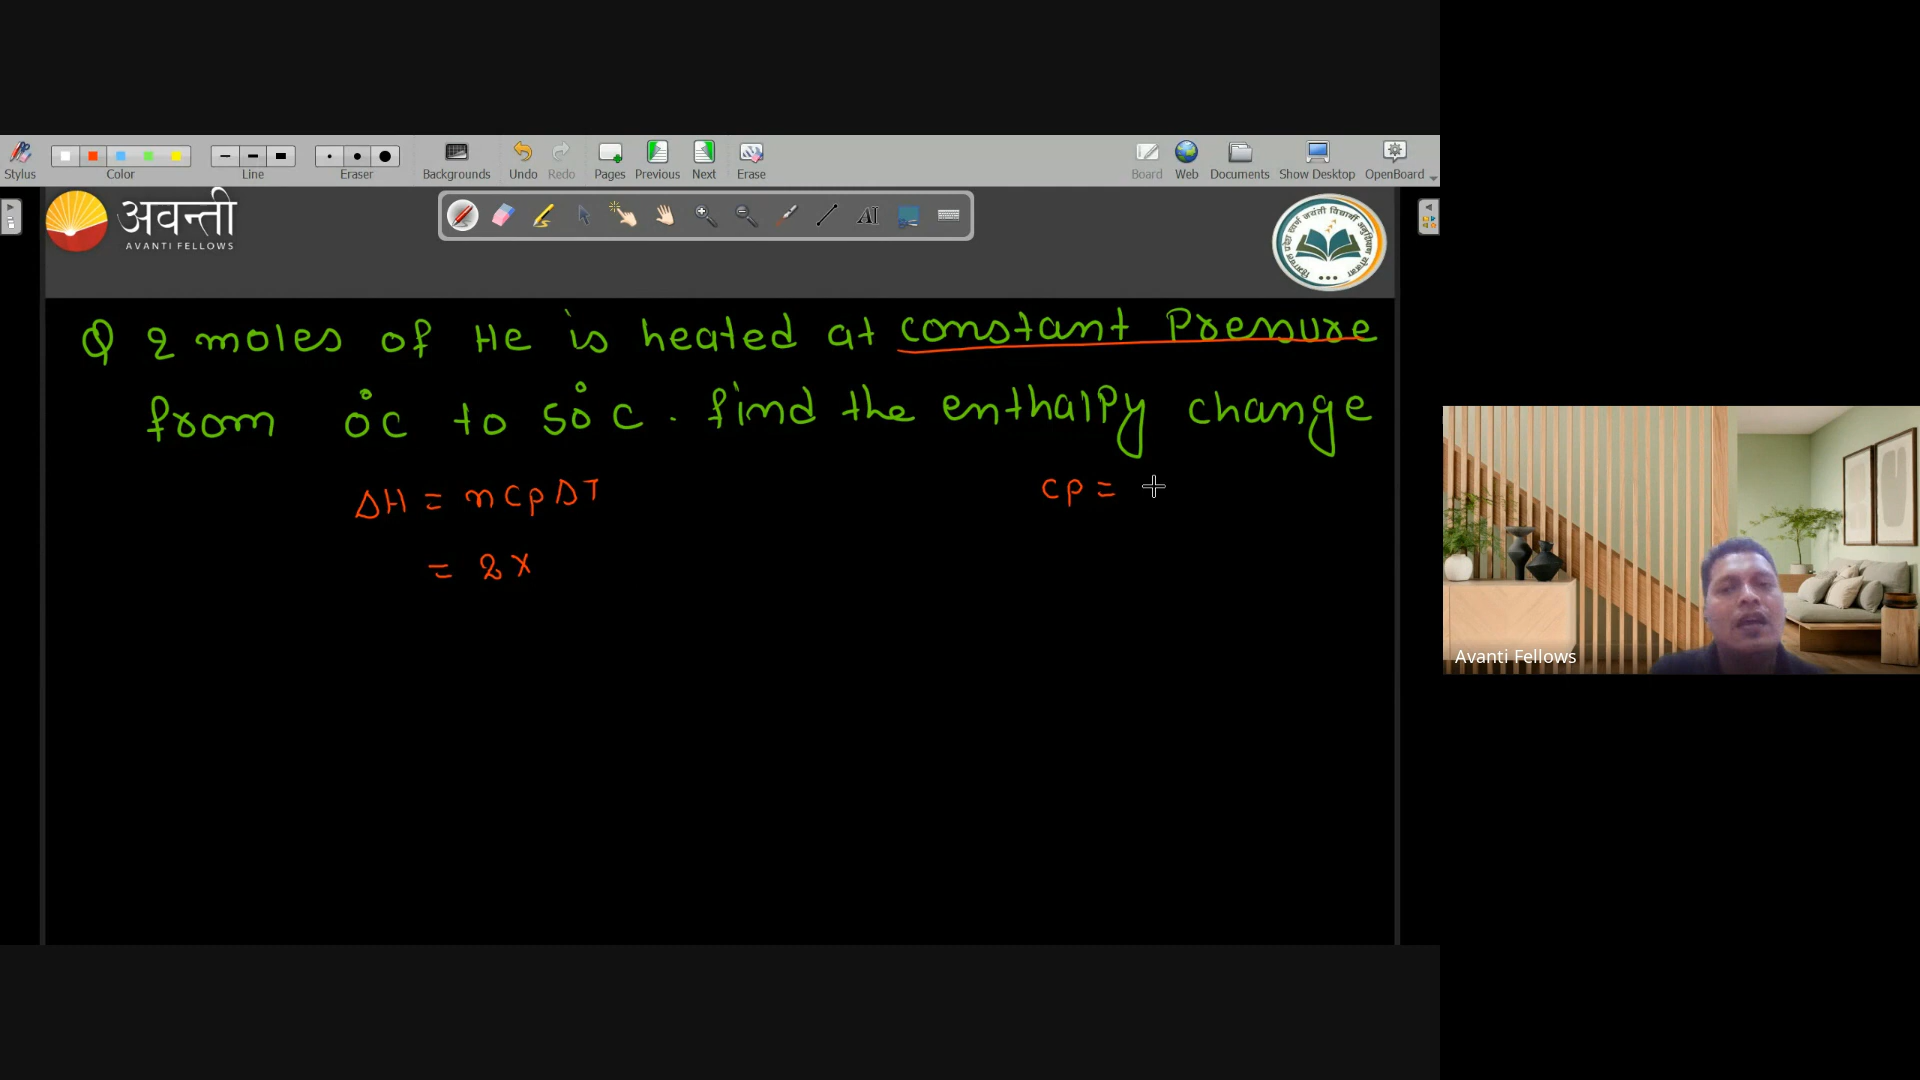 Stylus Color Line Eraser Backgrounds Undo Redo Pages Previous Next Erase Board Web Documents Show Desktop OpenBoard
अवन्ती
AVANTI FELLOWS
Q 2 moles of He is heated at constant Pressure
from 0°C to 50°C. find the enthalpy change
ΔH = nCpΔT
CP =
= 2 x
Avanti Fellows